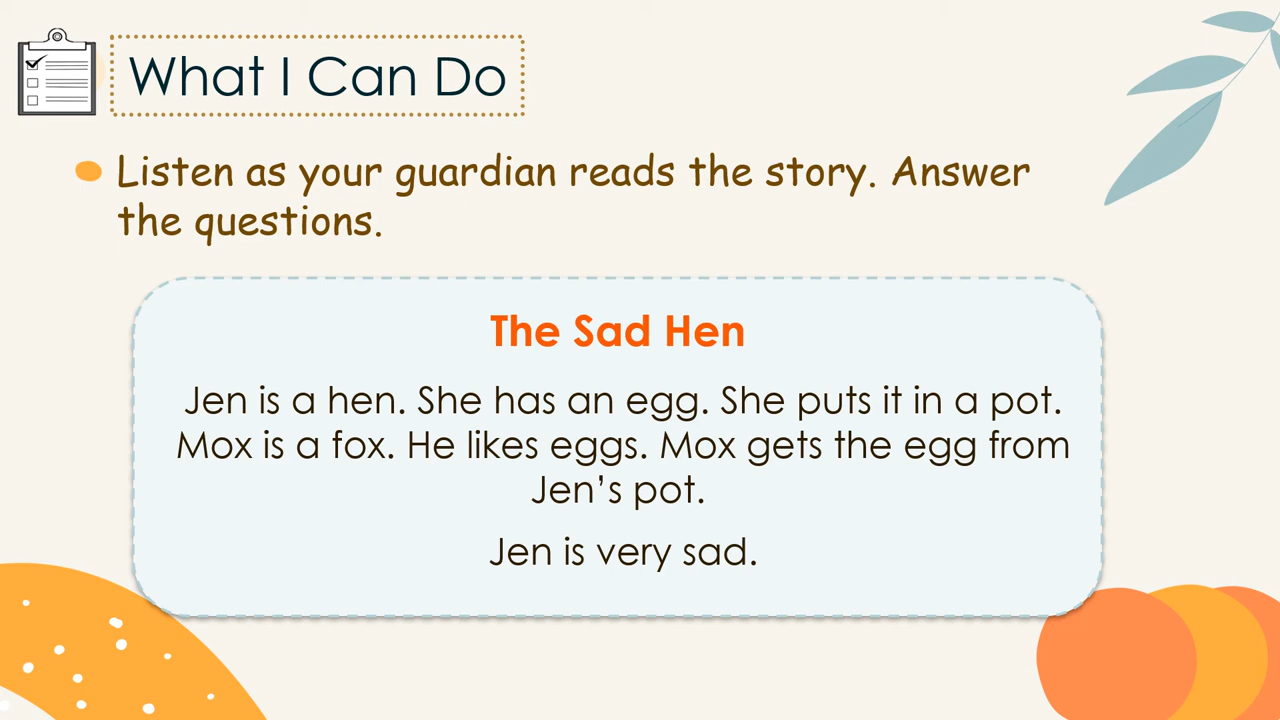 What I Can Do
Listen as your guardian reads the story. Answer
the questions.
The Sad Hen
Jen is a hen. She has an egg. She puts it in a pot.
Mox is a fox. He likes eggs. Mox gets the egg from
Jen’s pot.
Jen is very sad.